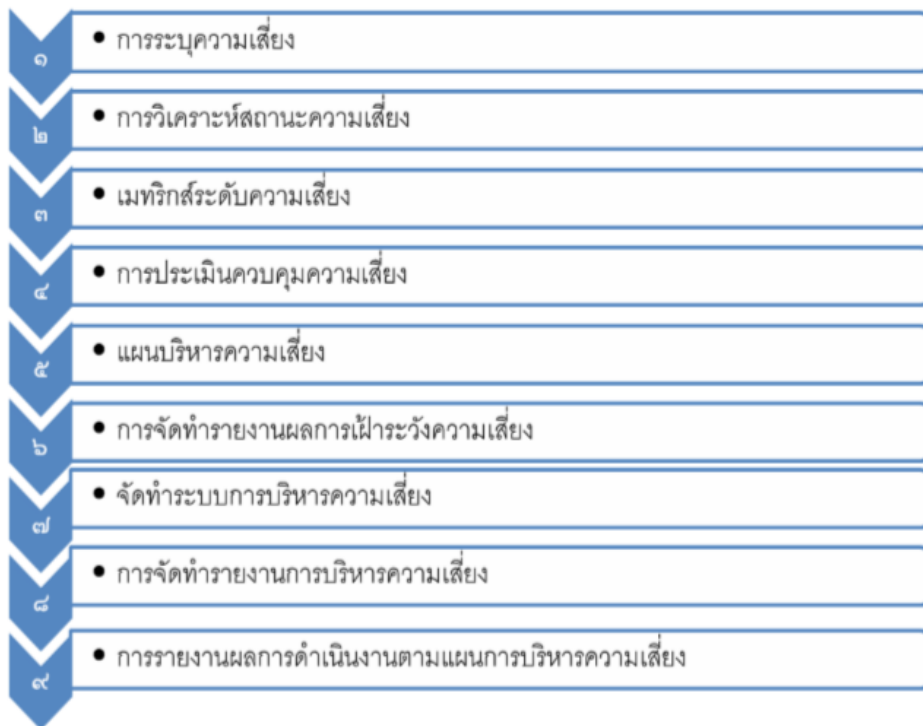 ๑ • การระบุความเสี่ยง
๒ • การวิเคราะห์สถานะความเสี่ยง
๓ • เมทริกส์ระดับความเสี่ยง
๔ • การประเมินควบคุมความเสี่ยง
๕ • แผนบริหารความเสี่ยง
๖ • การจัดทำรายงานผลการเฝ้าระวังความเสี่ยง
๗ • จัดทำระบบการบริหารความเสี่ยง
๘ • การจัดทำรายงานการบริหารความเสี่ยง
๙ • การรายงานผลการดำเนินงานตามแผนการบริหารความเสี่ยง